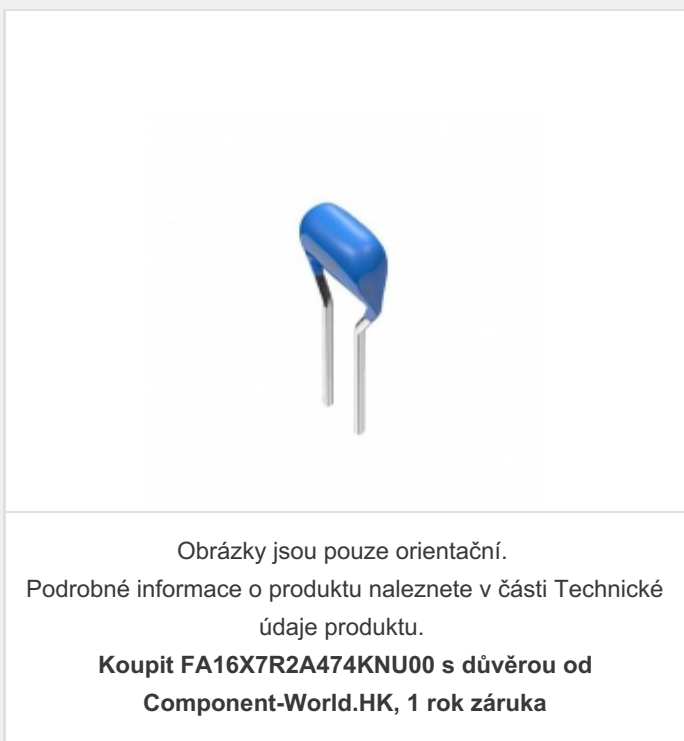 Obrázky jsou pouze orientační.
Podrobné informace o produktu naleznete v části Technické
údaje produktu.
Koupit FA16X7R2A474KNU00 s důvěrou od
Component-World.HK, 1 rok záruka